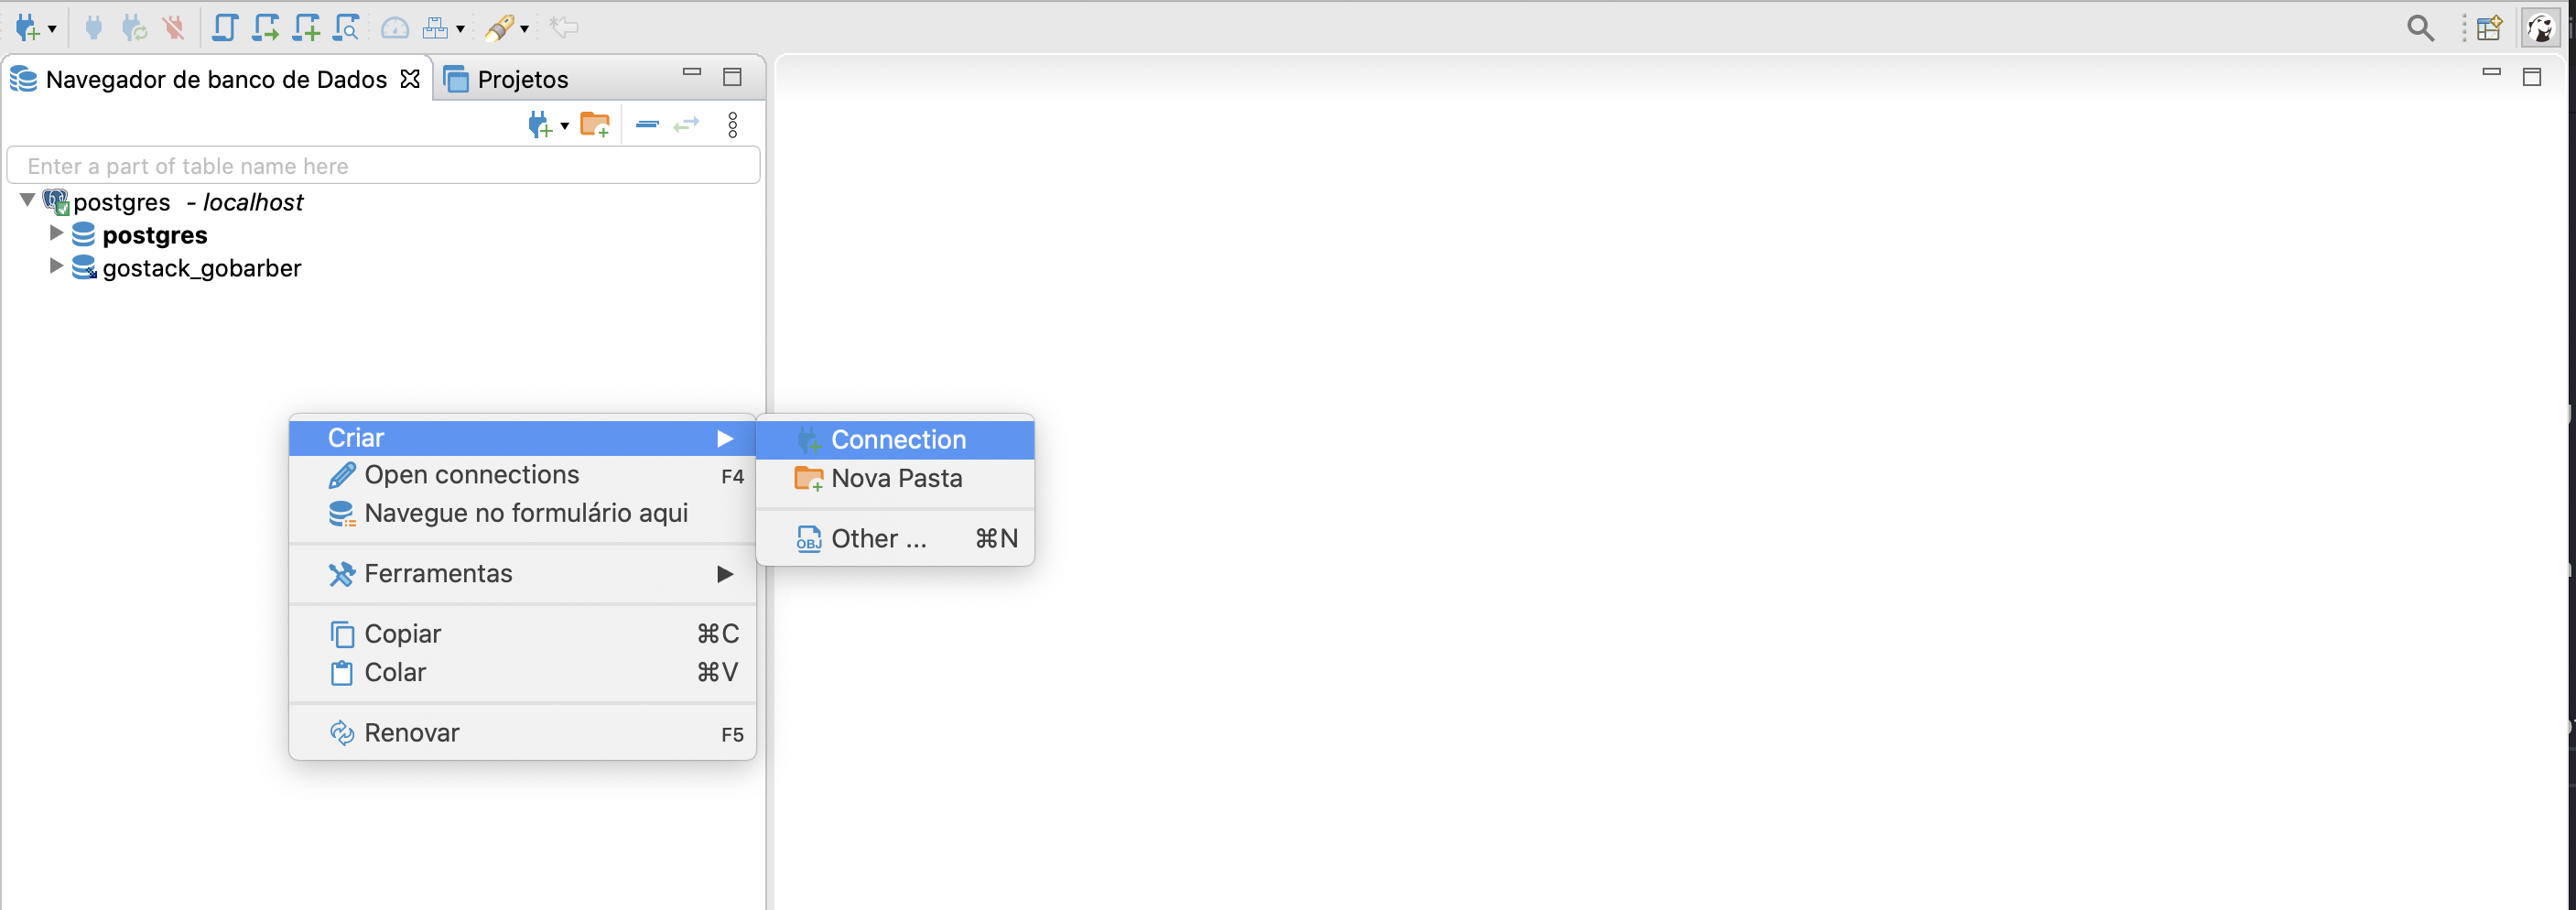 Navegador de banco de Dados
Projetos
Enter a part of table name here
postgres - localhost
postgres
gostack_gobarber
Criar
Open connections F4
Navegue no formulário aqui
Ferramentas
Copiar ⌘C
Colar ⌘V
Renovar F5
Connection
Nova Pasta
OBJ Other ... ⌘N